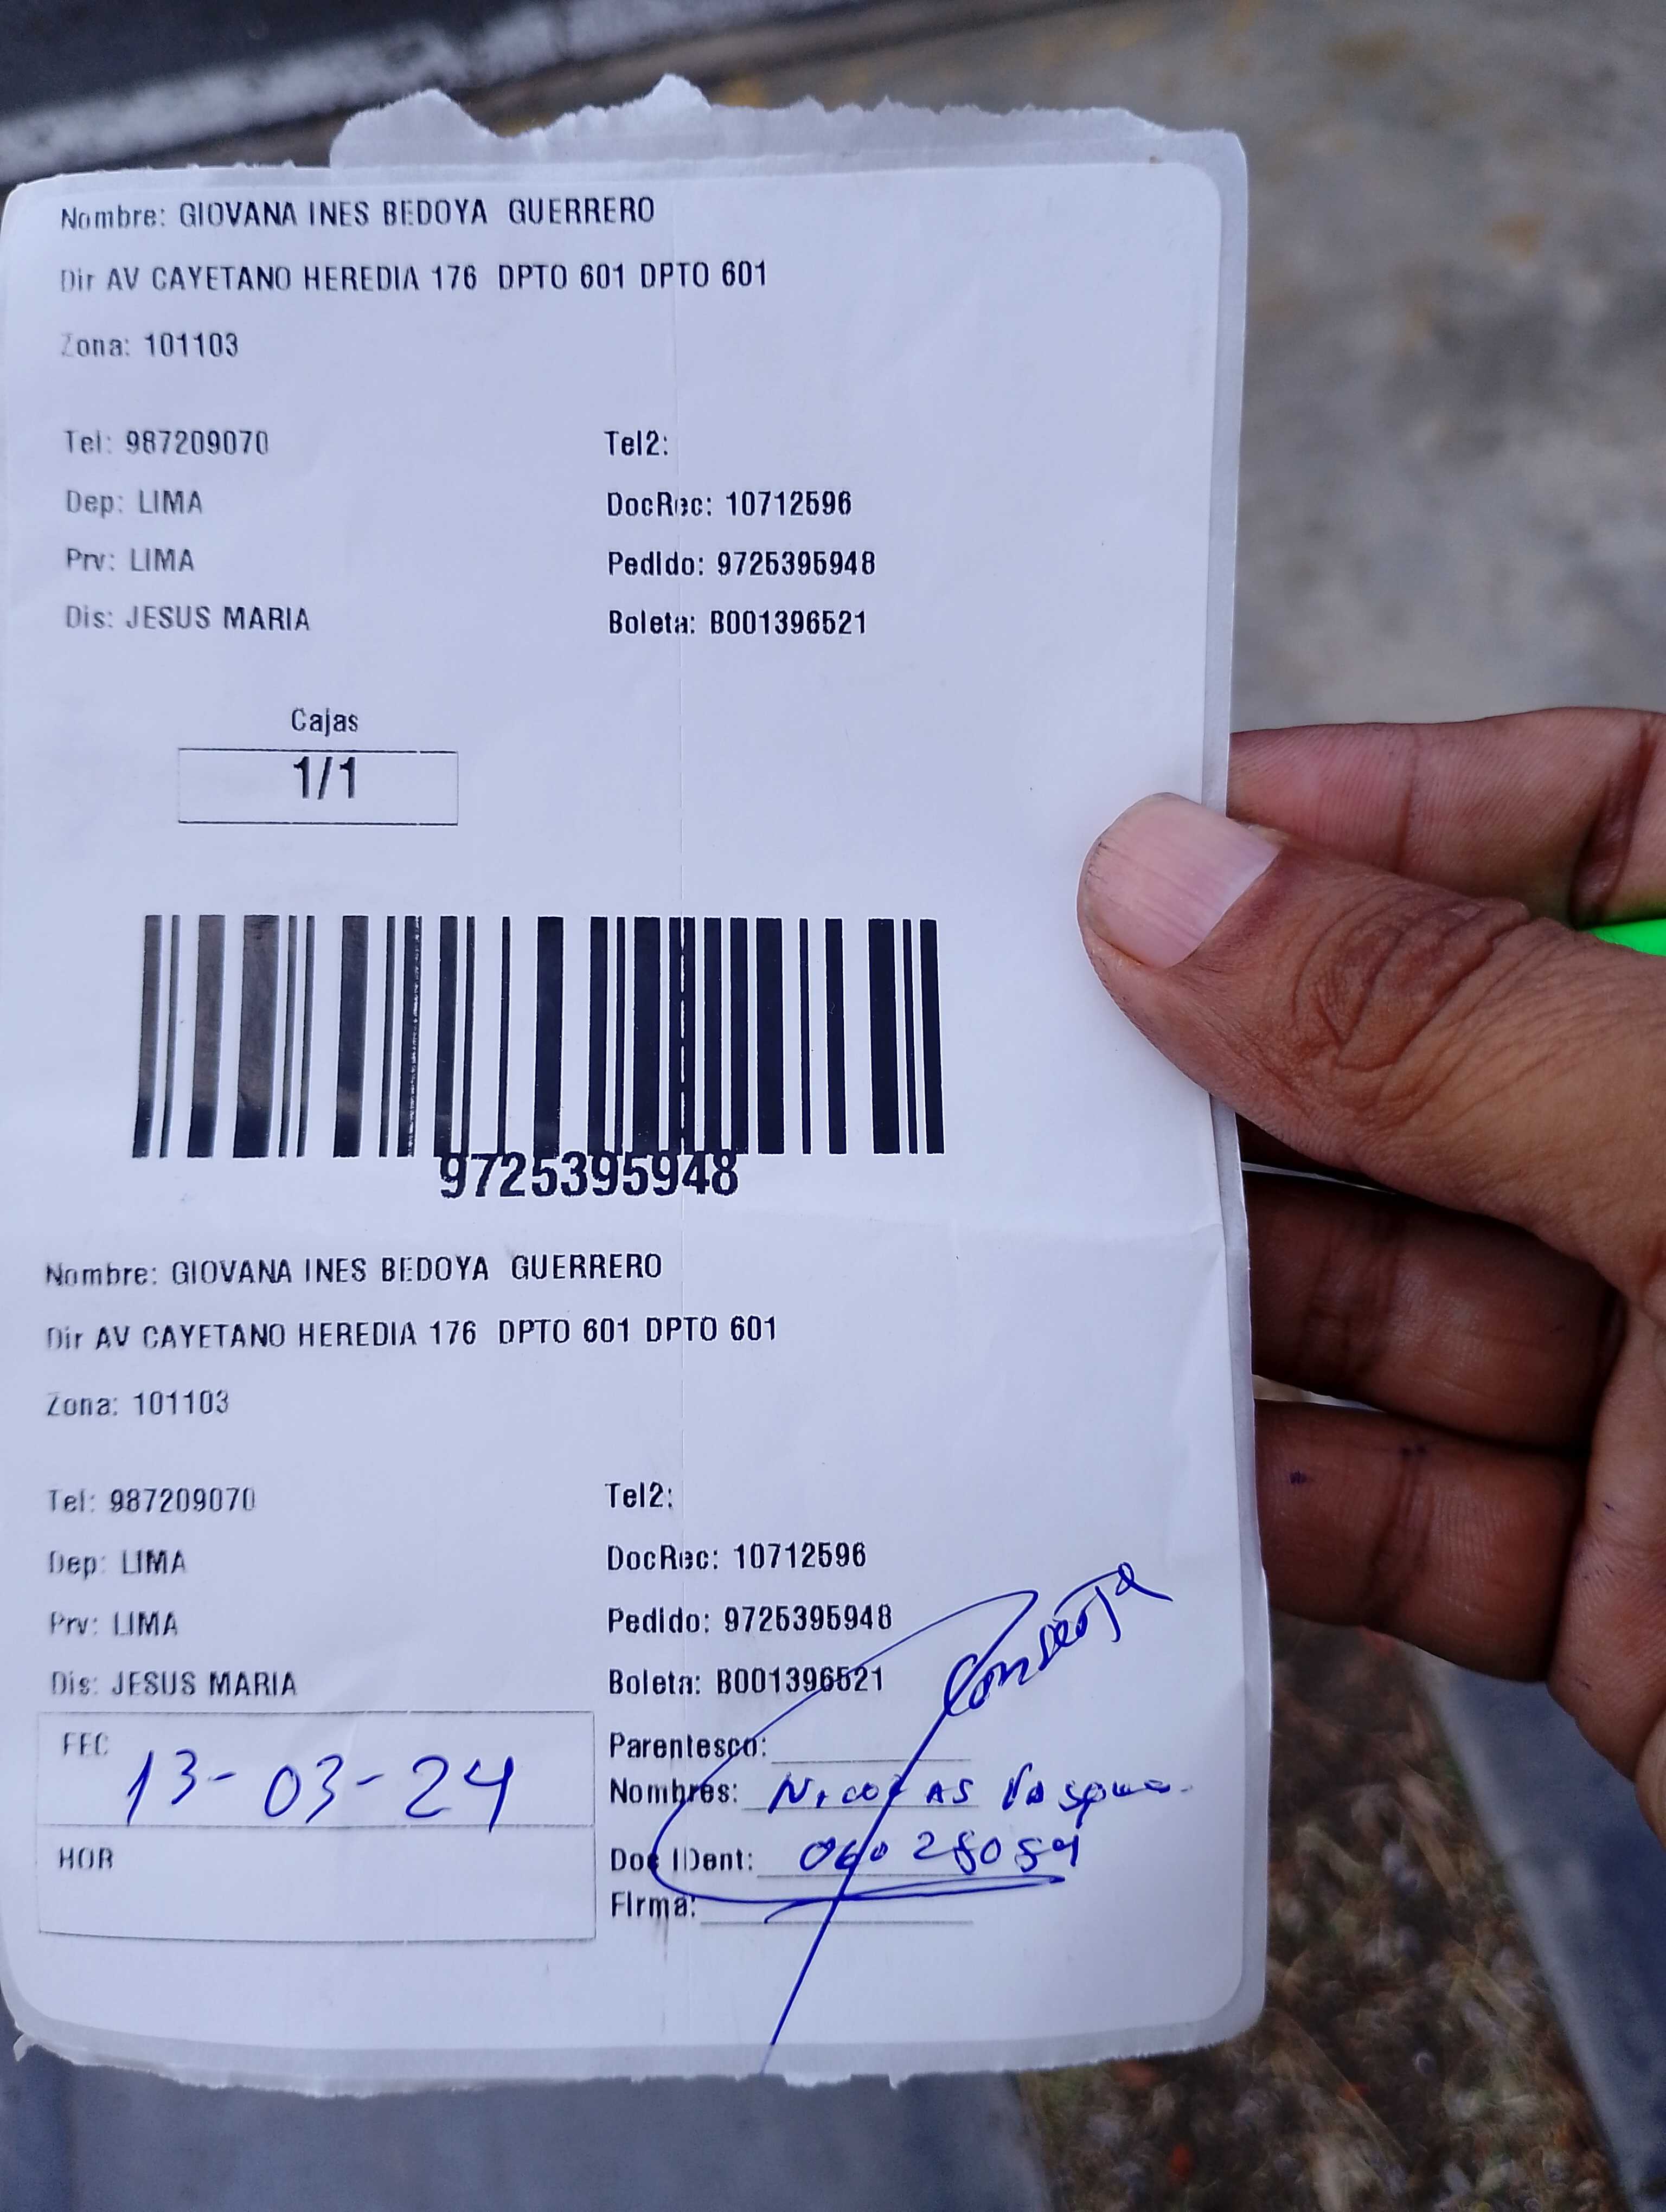 Nombre: GIOVANA INES BEDOYA GUERRERO
Dir AV CAYETANO HEREDIA 176 DPTO 601 DPTO 601
Zona: 101103
Tel: 987209070 Tel2:
Dep: LIMA DocRec: 10712596
Prv: LIMA Pedido: 9725395948
Dis: JESUS MARIA Boleta: B001396521
Cajas
1/1
9725395948
Nombre: GIOVANA INES BEDOYA GUERRERO
Dir AV CAYETANO HEREDIA 176 DPTO 601 DPTO 601
Zona: 101103
Tel: 987209070 Tel2:
Dep: LIMA DocRec: 10712596
Prv: LIMA Pedido: 9725395948
Dis: JESUS MARIA Boleta: B001396521
FEC 13-03-24
HOR
Parentesco:
Nombres: Nicolas
Doc IDent:
Firma: